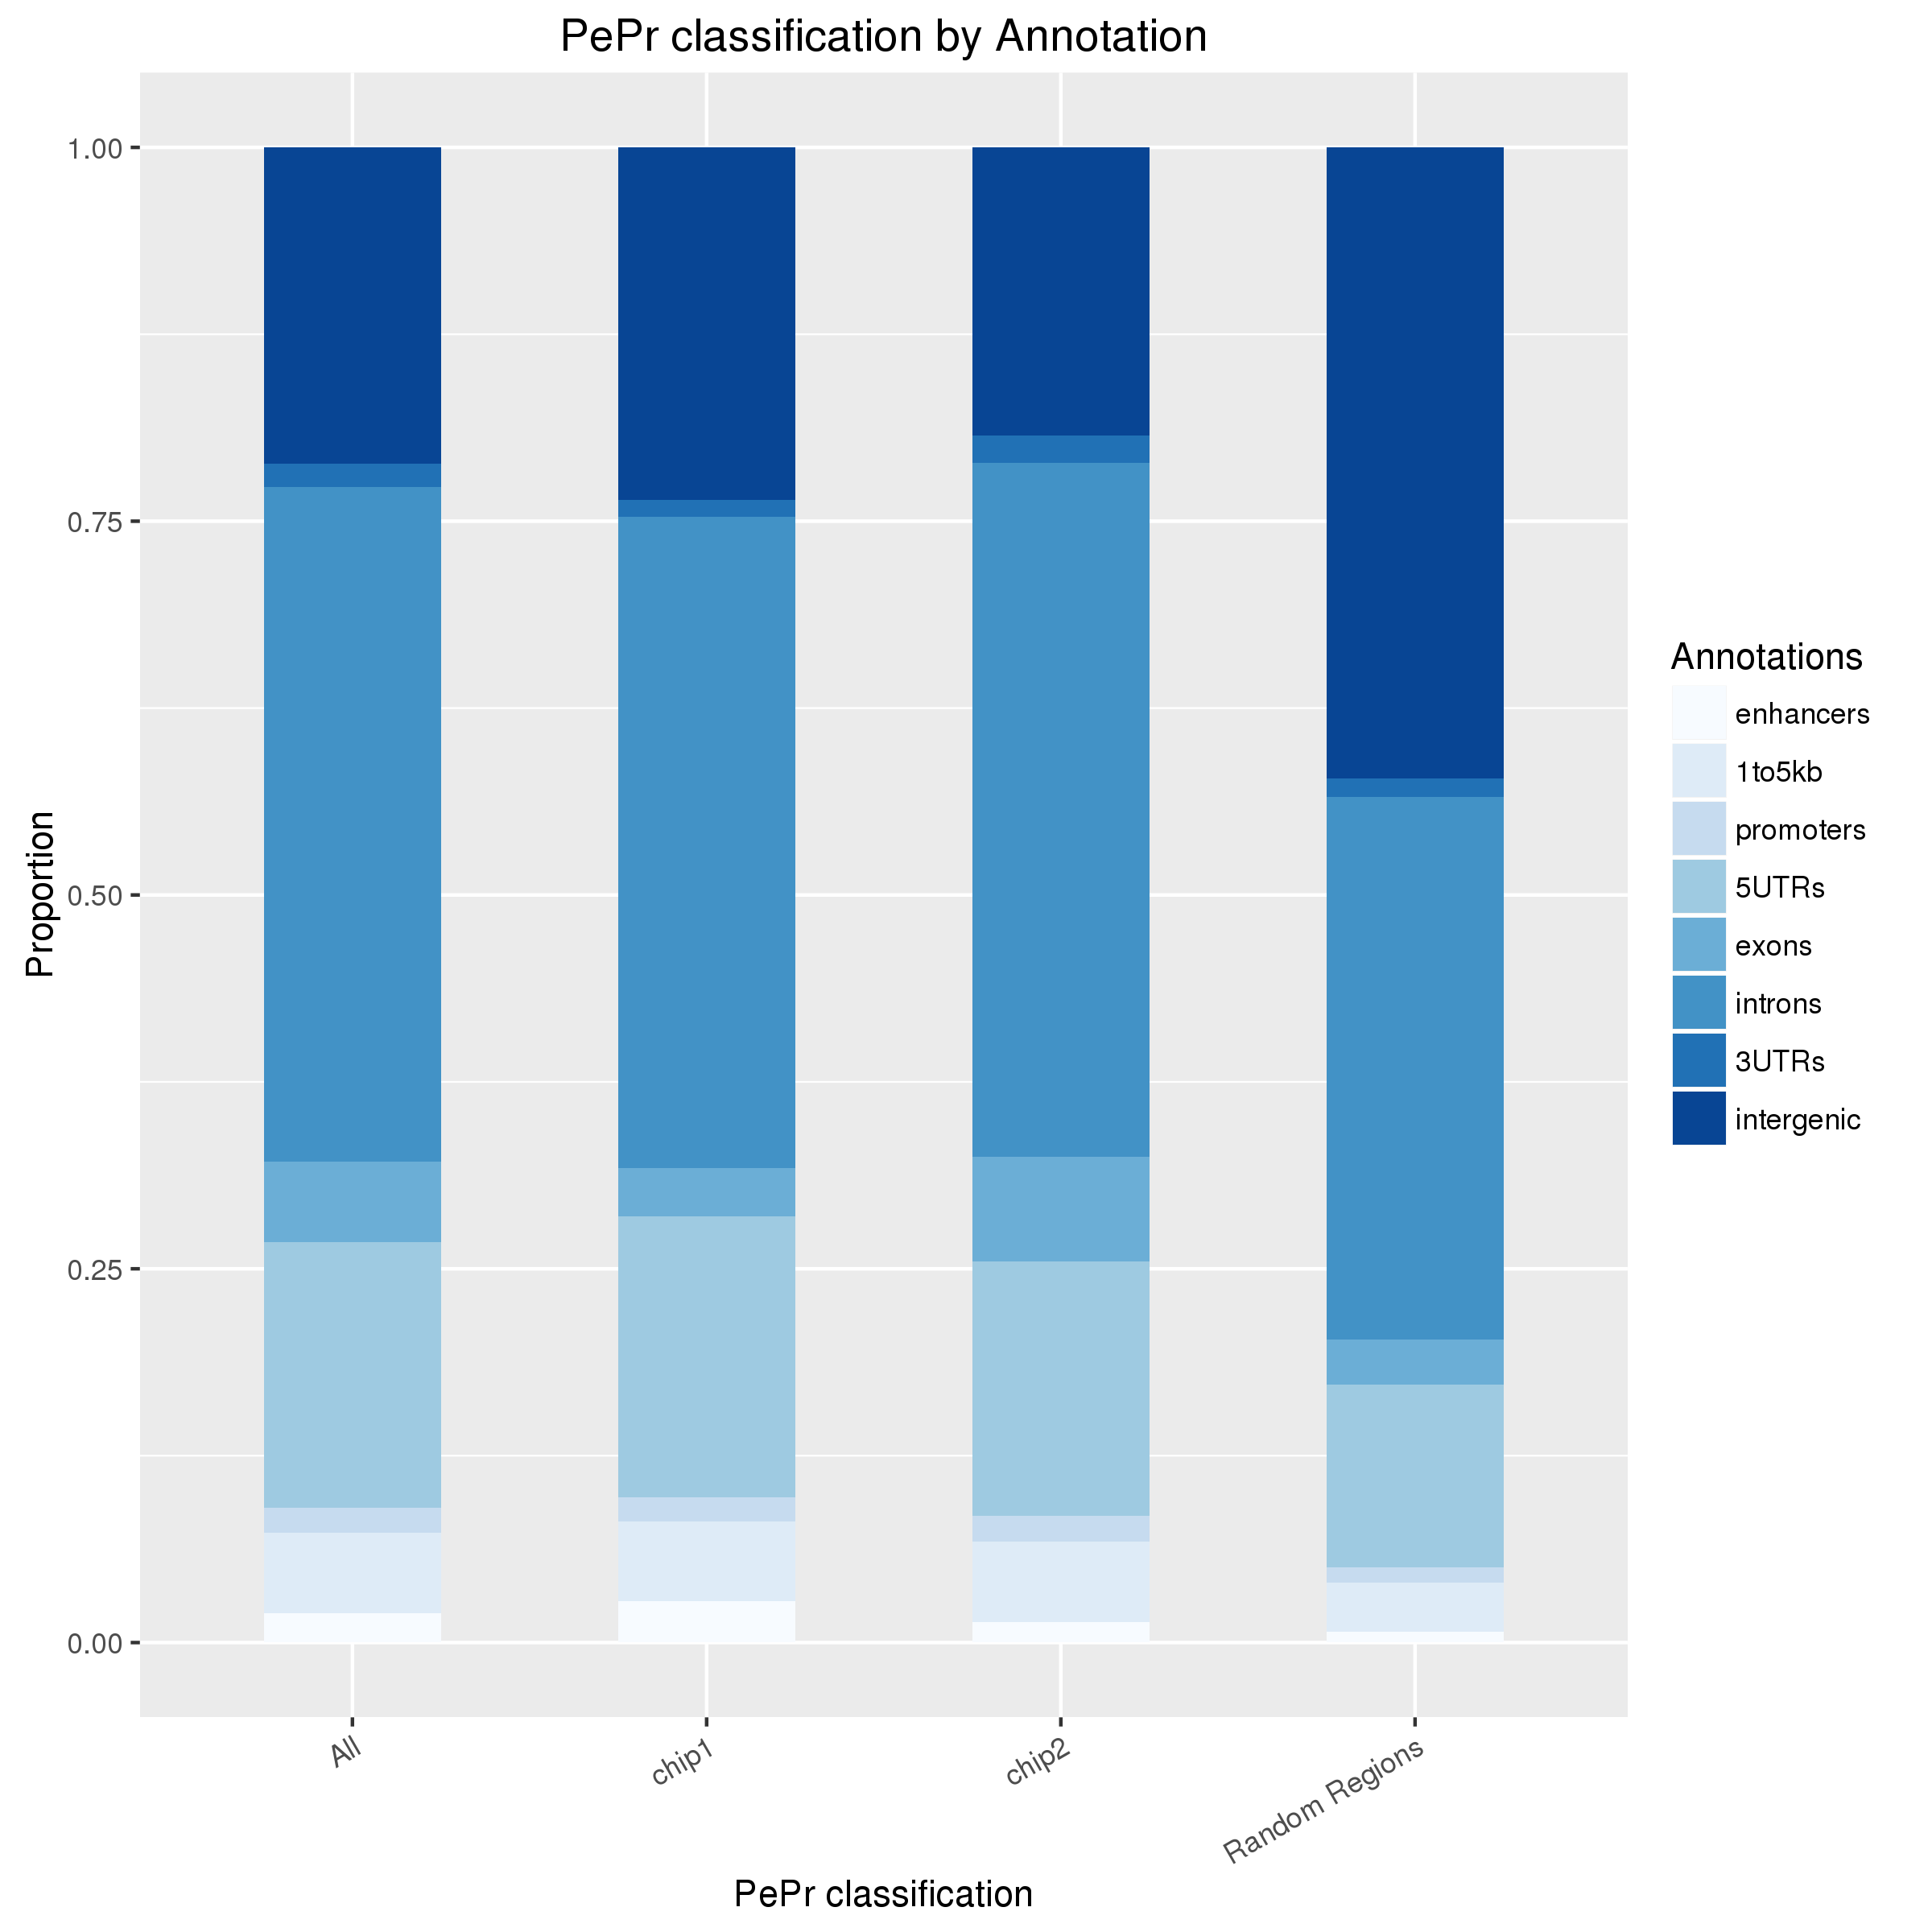 PePr classification by Annotation
1.00
0.75
0.50
0.25
0.00
Proportion
All
chip1
chip2
Random Regions
PePr classification
Annotations
enhancers
1to5kb
promoters
5UTRs
exons
introns
3UTRs
intergenic